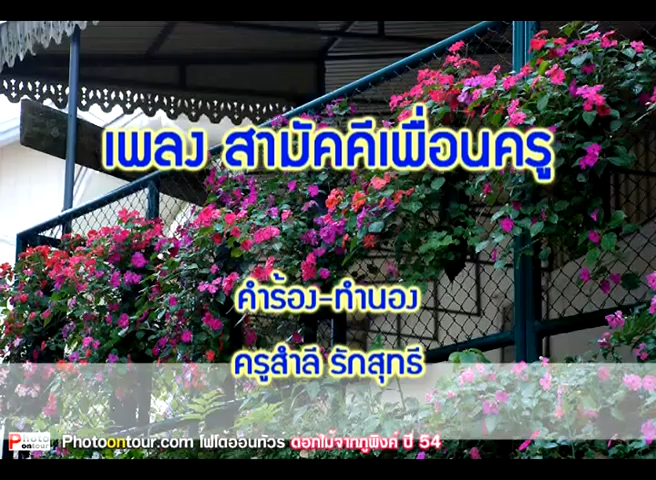 เพลง สามัคคีเพื่อนครู
คำร้อง-ทำนอง
ครูสำลี รักสุทธี
Photo
ontour
Photoontour.com โฟโตออนทัวร์ ดอกไม้จากภูพิงค์ ปี 54